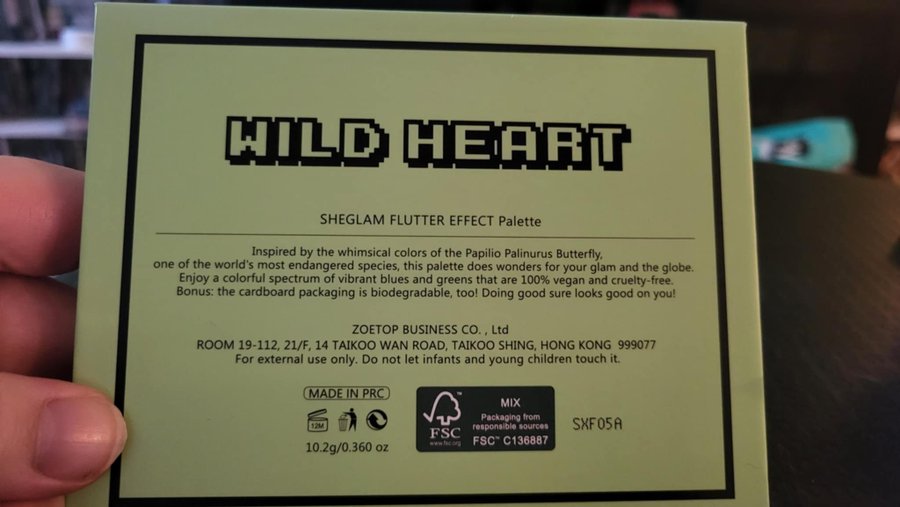 WILD HEART
SHEGLAM FLUTTER EFFECT Palette
Inspired by the whimsical colors of the Papilio Palinurus Butterfly,
one of the world's most endangered species, this palette does wonders for your glam and the globe.
Enjoy a colorful spectrum of vibrant blues and greens that are 100% vegan and cruelty-free.
Bonus: the cardboard packaging is biodegradable, too! Doing good sure looks good on you!
ZOETOP BUSINESS CO. , Ltd
ROOM 19-112, 21/F, 14 TAIKOO WAN ROAD, TAIKOO SHING, HONG KONG 999077
For external use only. Do not let infants and young children touch it.
MADE IN PRC
12M
10.2g/0.360 oz
FSC
www.fsc.org
MIX
Packaging from
responsible sources
FSC™ C136887
SXF05A